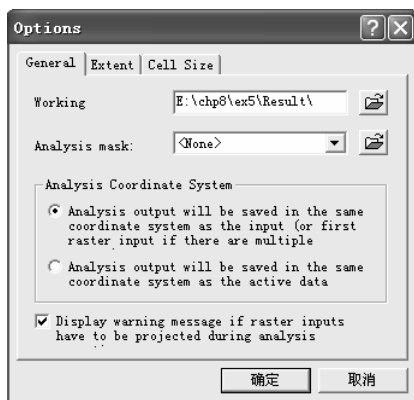 Options
General Extent Cell Size
Working E:\chp8\ex5\Result\
Analysis mask: <None>
Analysis Coordinate System
Analysis output will be saved in the same
coordinate system as the input (or first
raster input if there are multiple
Analysis output will be saved in the same
coordinate system as the active data
Display warning message if raster inputs
have to be projected during analysis
确定 取消